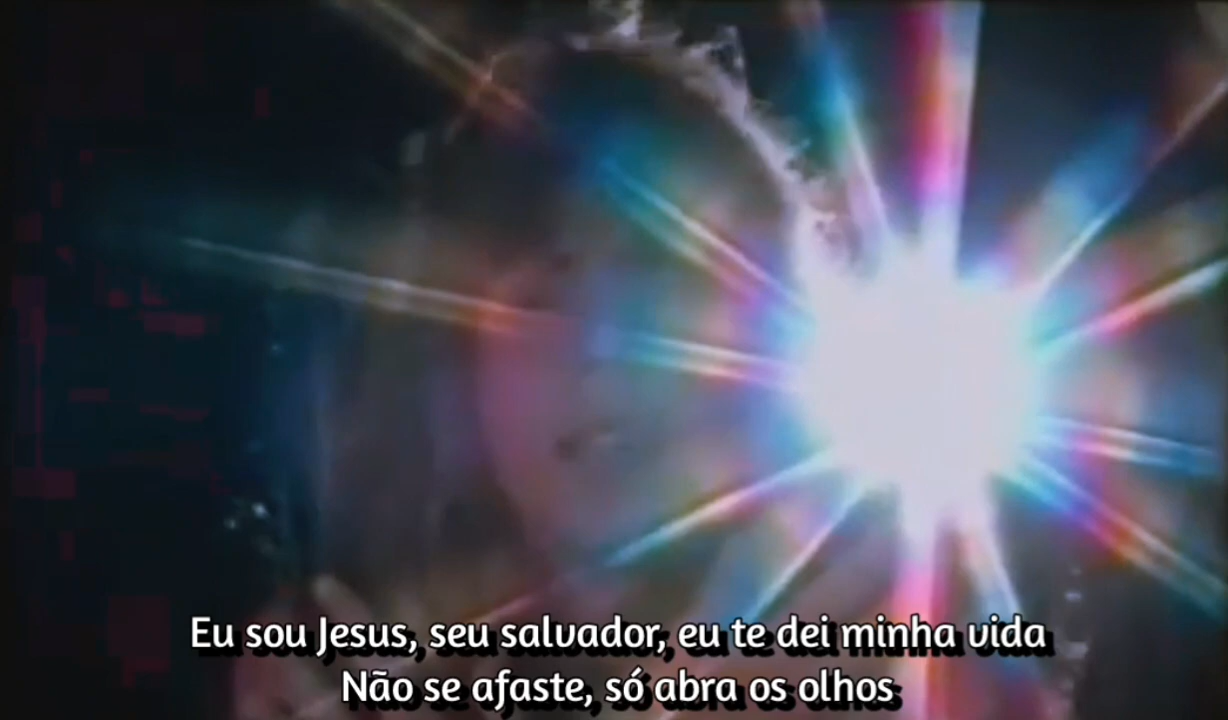 Eu sou Jesus, seu salvador, eu te dei minha vida
Não se afaste, só abra os olhos